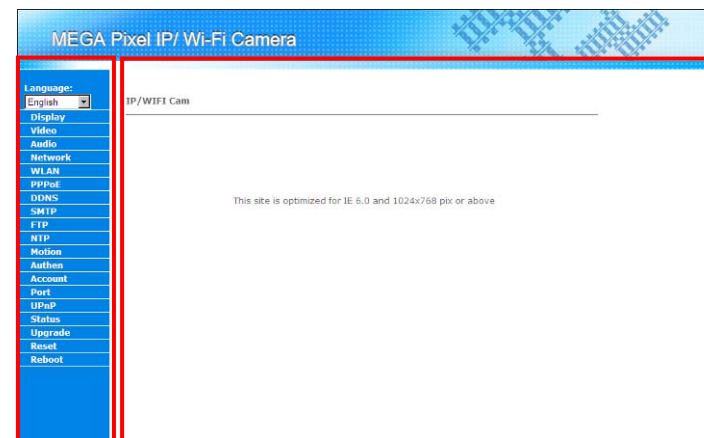 MEGA Pixel IP/ Wi-Fi Camera
Language:
English
Display
Video
Audio
Network
WLAN
PPPoE
DDNS
SMTP
FTP
NTP
Motion
Authen
Account
Port
UPnP
Status
Upgrade
Reset
Reboot
IP/WIFI Cam
This site is optimized for IE 6.0 and 1024x768 pix or above